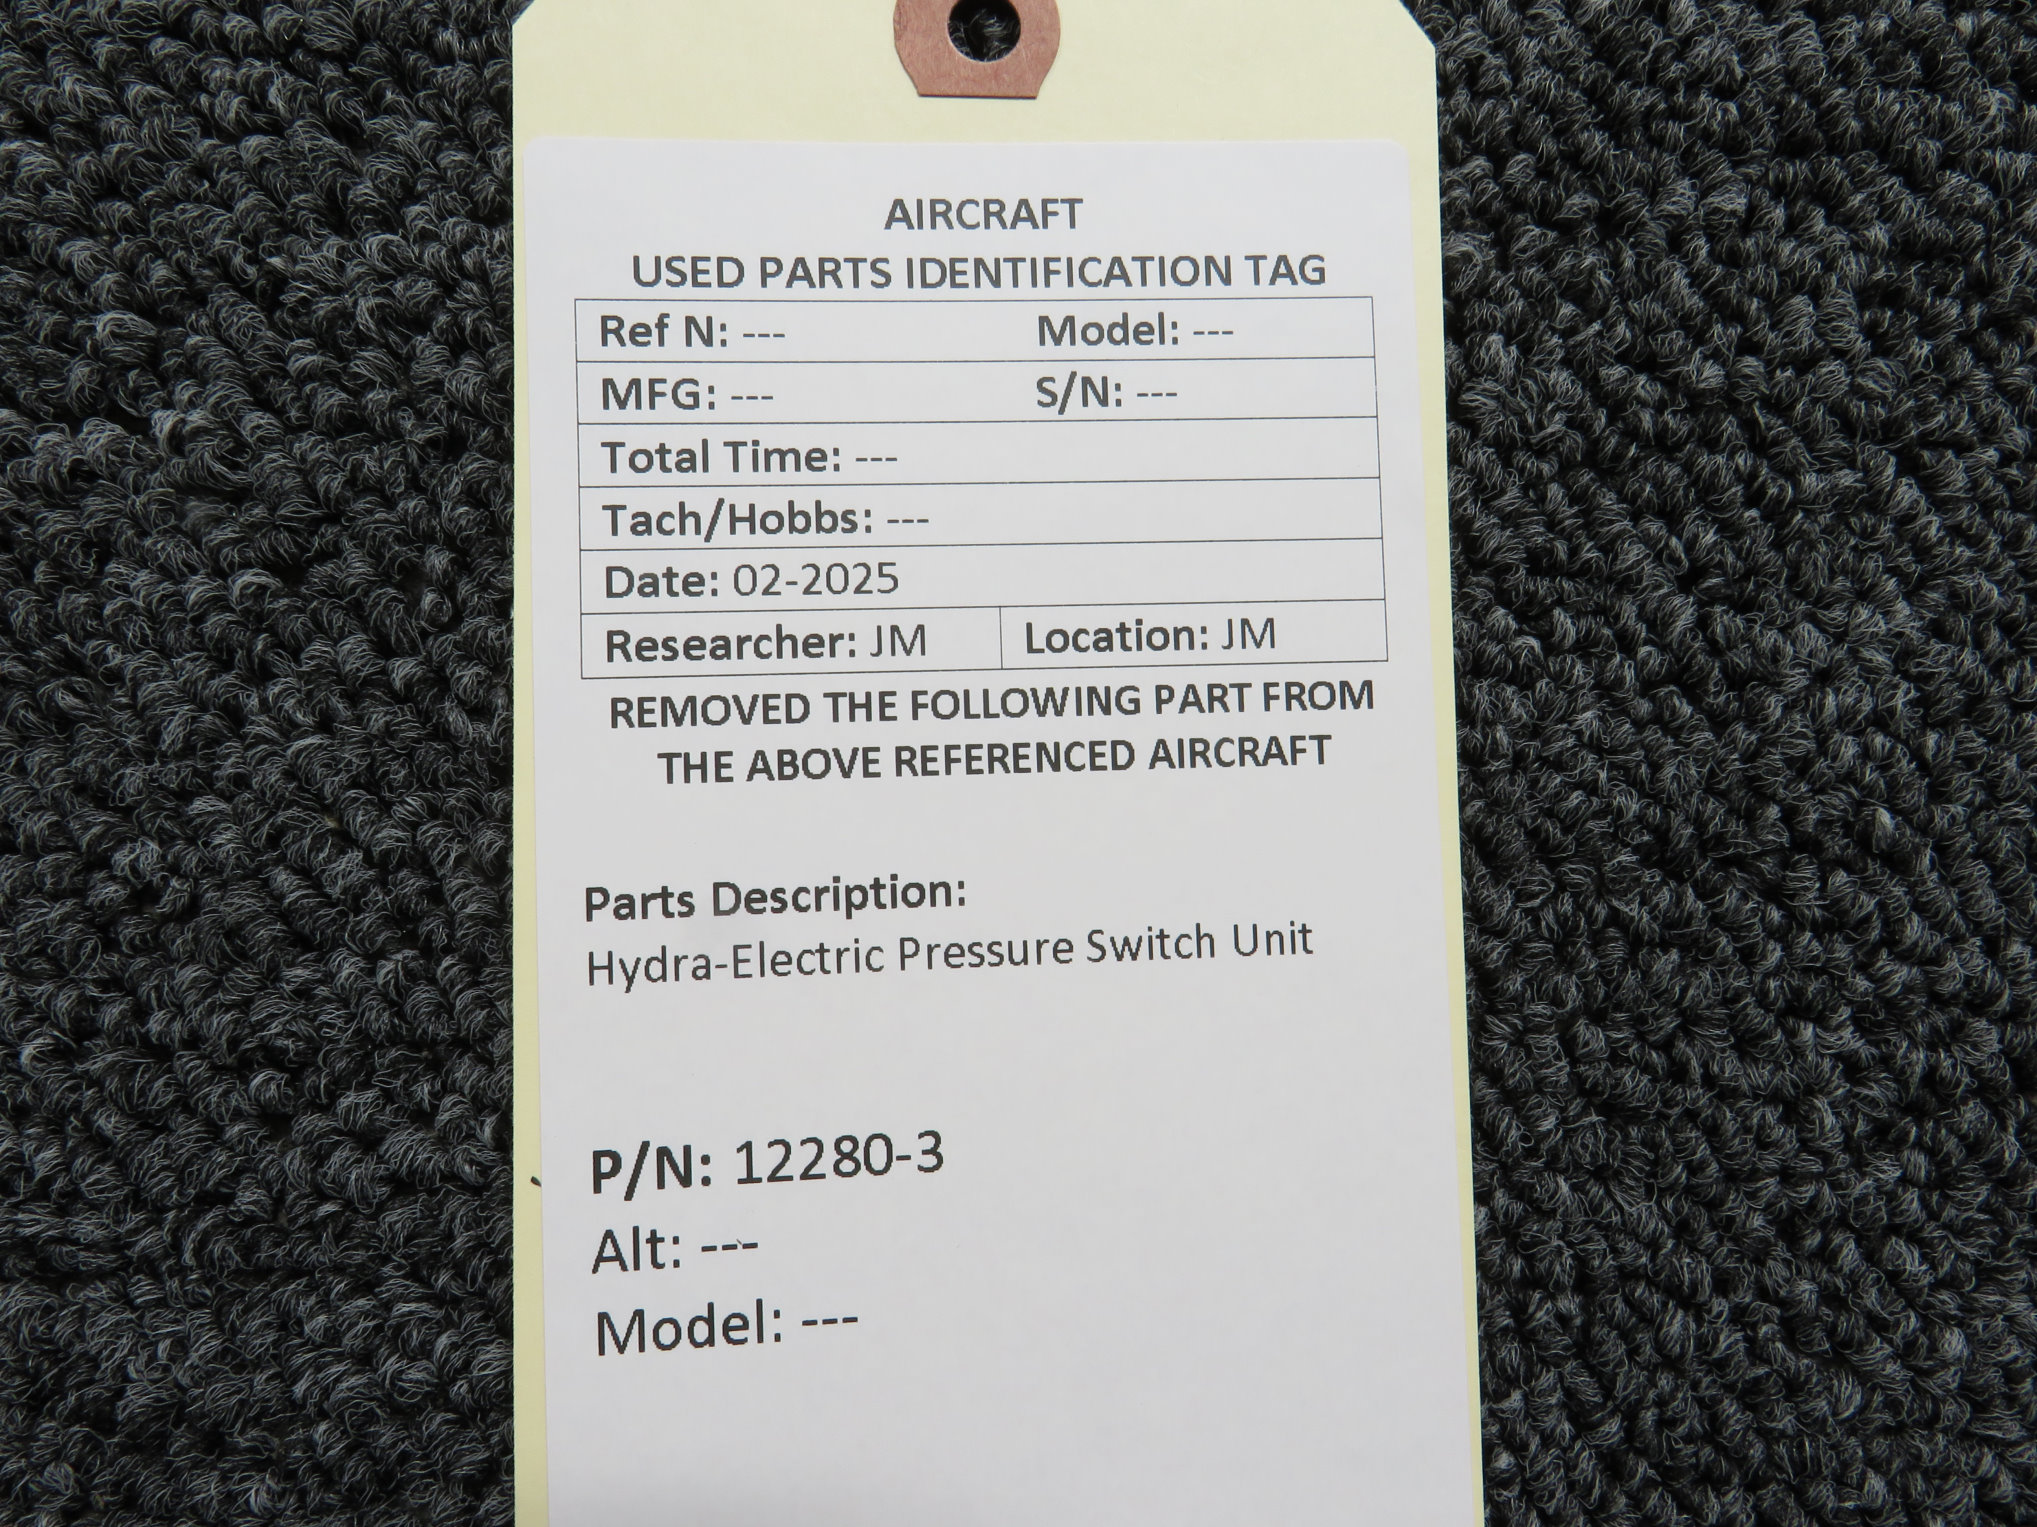 AIRCRAFT
USED PARTS IDENTIFICATION TAG
Ref N: --- Model: ---
MFG: --- S/N: ---
Total Time: ---
Tach/Hobbs: ---
Date: 02-2025
Researcher: JM Location: JM
REMOVED THE FOLLOWING PART FROM
THE ABOVE REFERENCED AIRCRAFT
Parts Description:
Hydra-Electric Pressure Switch Unit
P/N: 12280-3
Alt: ---
Model: ---